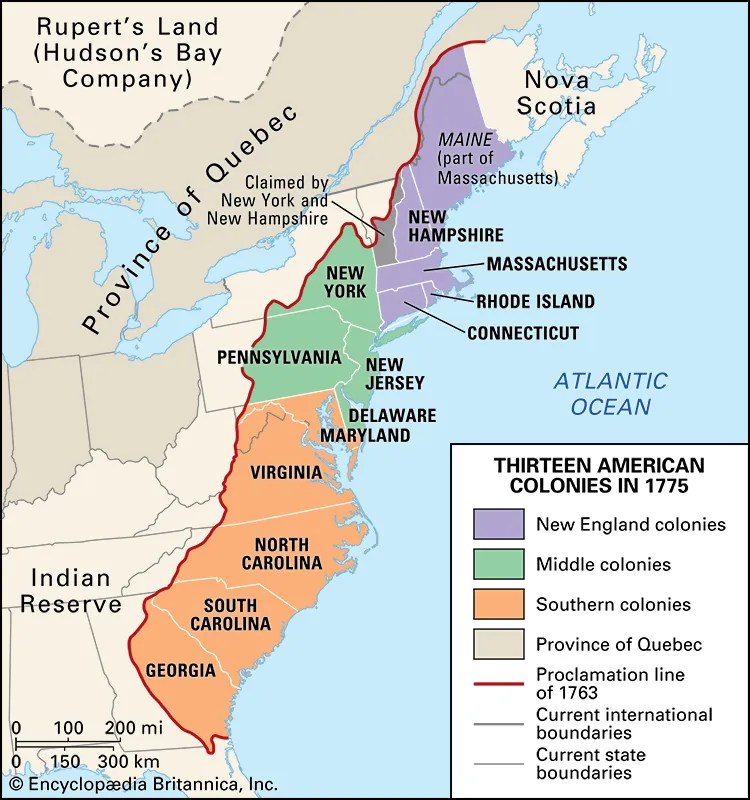 Rupert's Land
(Hudson's Bay
Company)
Nova
Scotia
Province of Quebec
MAINE
(part of
Massachusetts)
Claimed by
New York and
New Hampshire
NEW
HAMPSHIRE
MASSACHUSETTS
NEW
YORK
RHODE ISLAND
CONNECTICUT
PENNSYLVANIA
NEW
JERSEY
ATLANTIC
OCEAN
DELAWARE
MARYLAND
VIRGINIA
NORTH
CAROLINA
Indian
Reserve
SOUTH
CAROLINA
GEORGIA
THIRTEEN AMERICAN
COLONIES IN 1775
New England colonies
Middle colonies
Southern colonies
Province of Quebec
Proclamation line
of 1763
Current international
boundaries
Current state
boundaries
0 100 200 mi
0 150 300 km
© Encyclopædia Britannica, Inc.